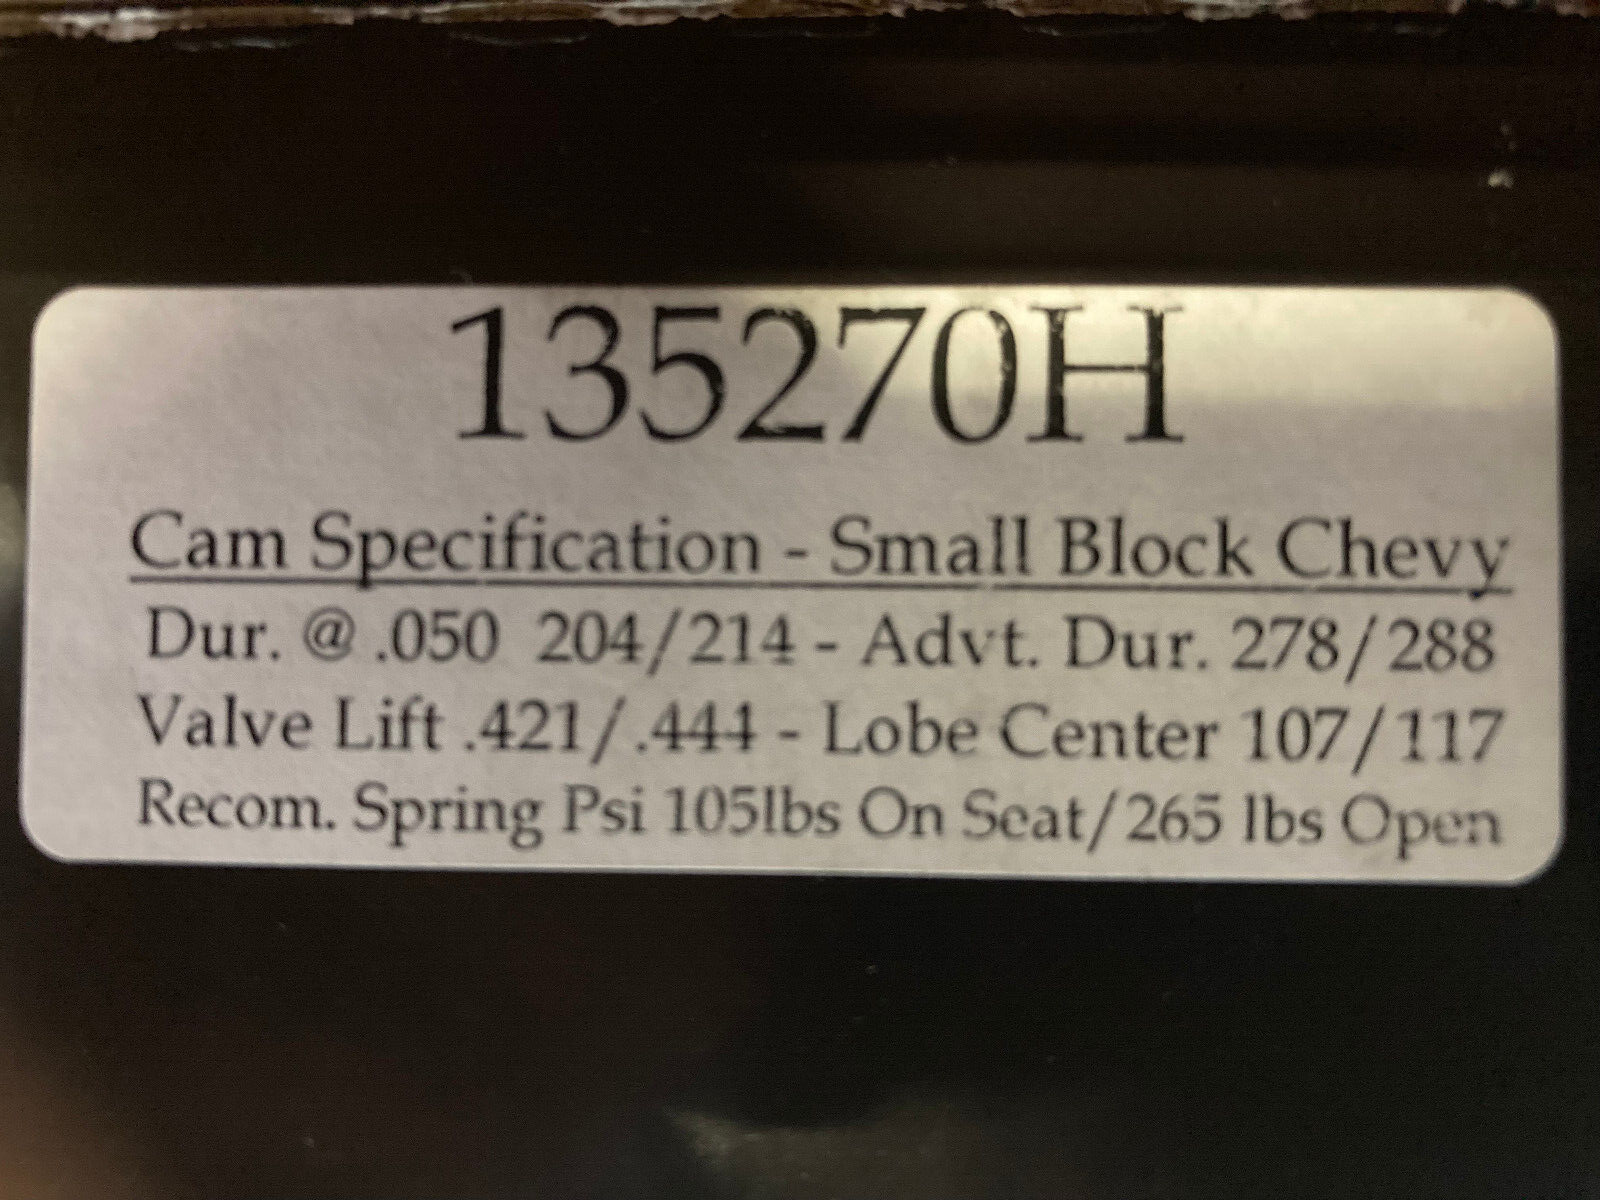 135270H
Cam Specification - Small Block Chevy
Dur. @ .050 204/214 - Advt. Dur. 278/288
Valve Lift .421/.444 - Lobe Center 107/117
Recom. Spring Psi 105lbs On Seat/265 lbs Open